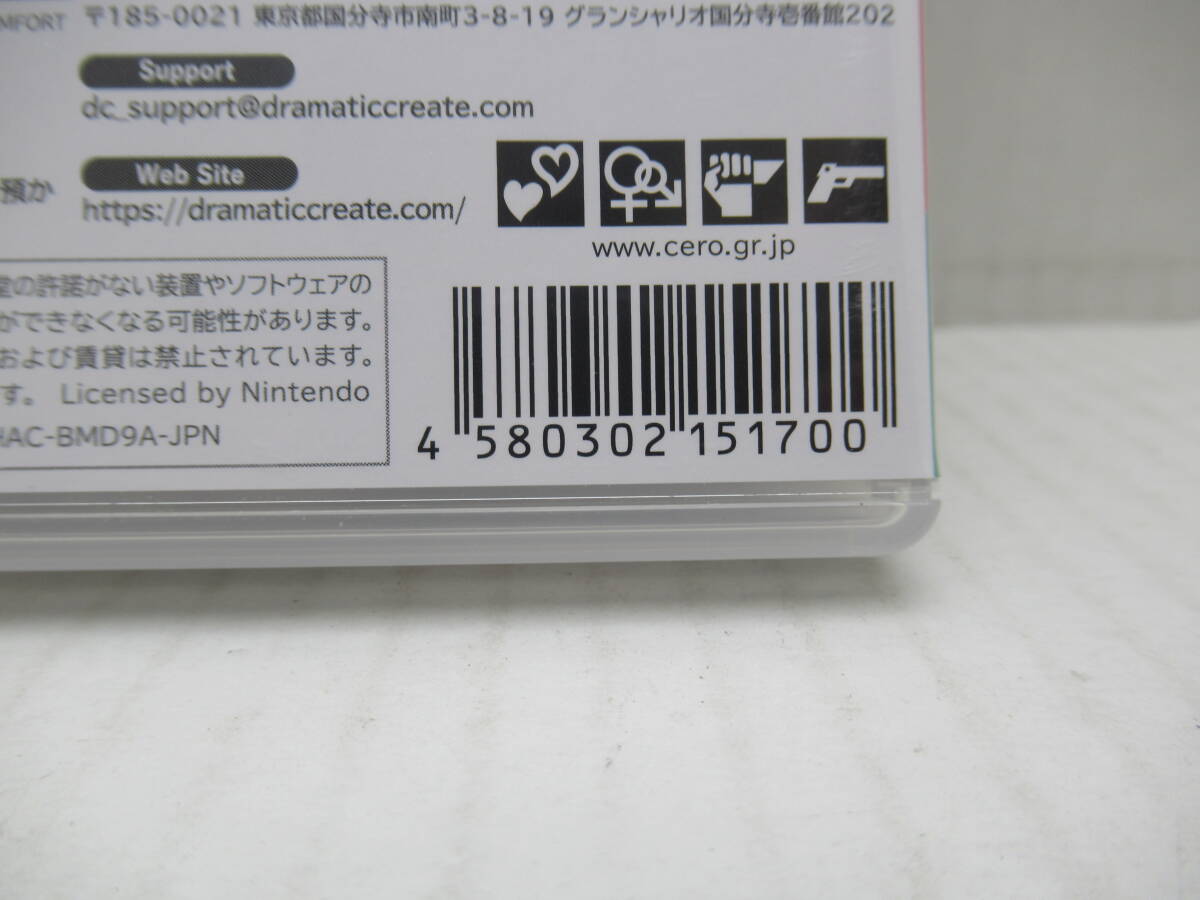 MFORT 〒185-0021 東京都国分寺市南町3-8-19 グランシャリオ国分寺壱番館202
Support
dc_support@dramaticcreate.com
預か
Web Site
https://dramaticcreate.com/
www.cero.gr.jp
の許諾がない装置やソフトウェアの
ができなくなる可能性があります。
および賃貸は禁止されています。
す。 Licensed by Nintendo
HAC-BMD9A-JPN
4 580302 151700